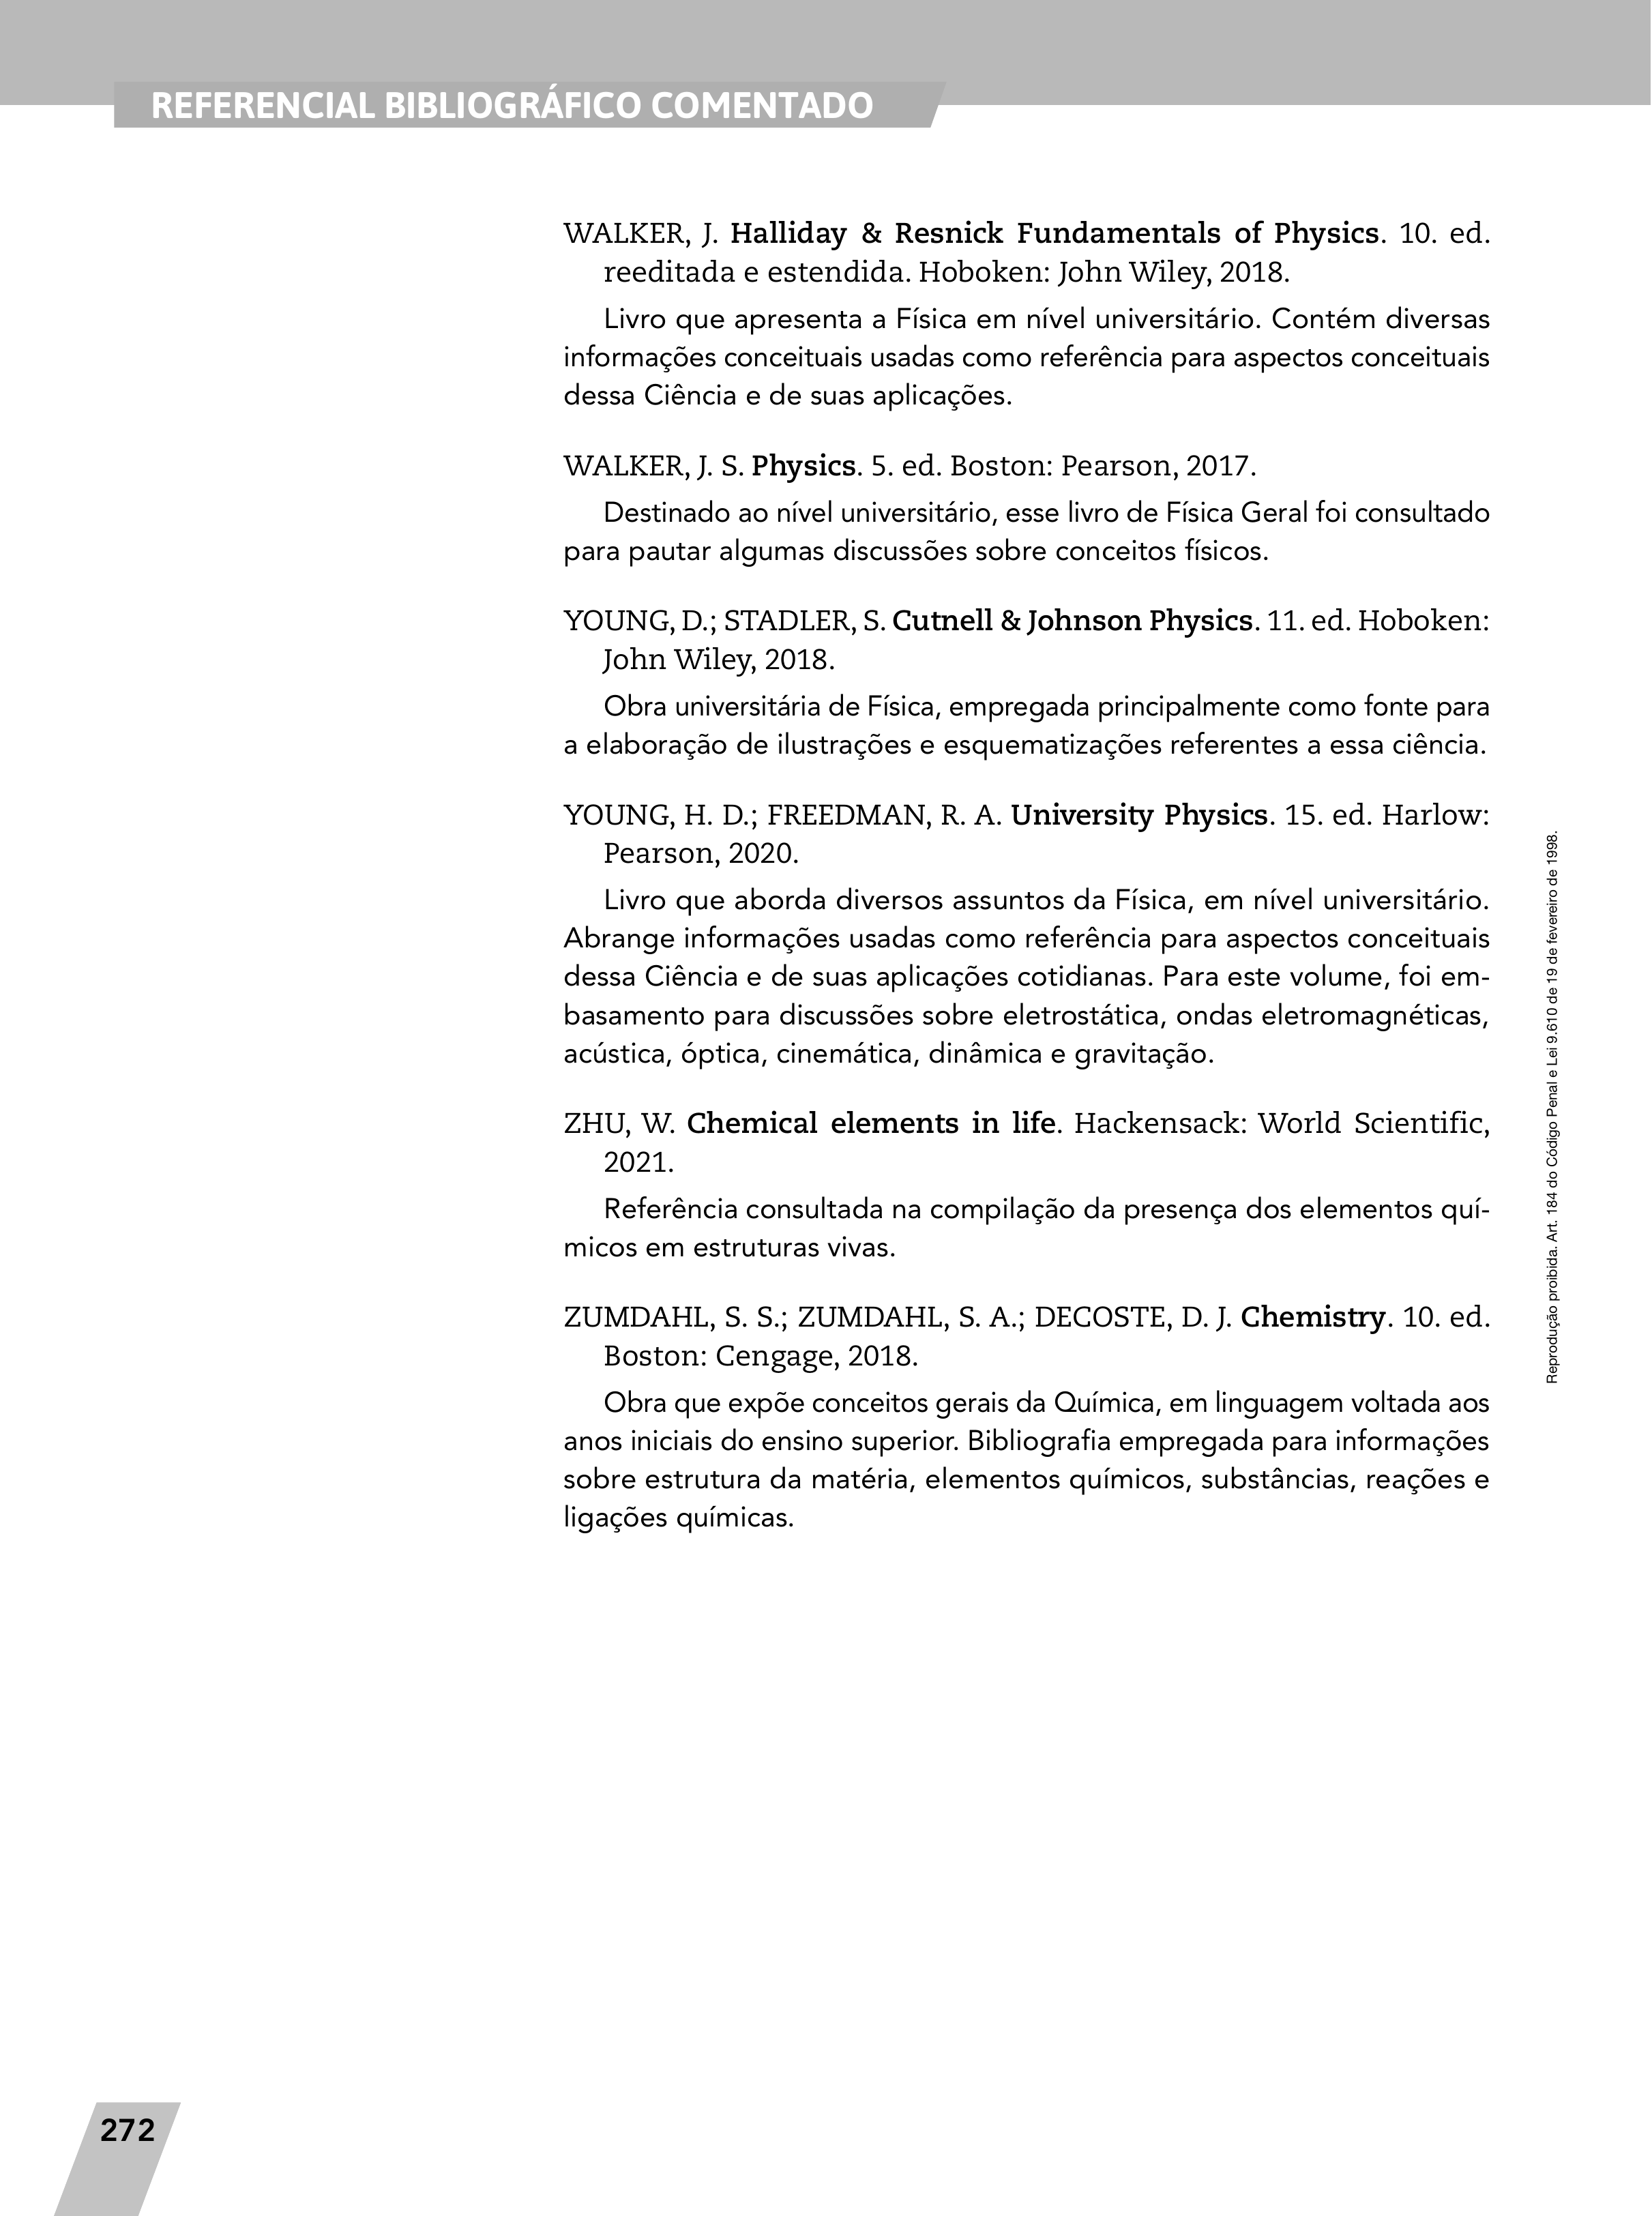 REFERENCIAL BIBLIOGRÁFICO COMENTADO
WALKER, J. Halliday & Resnick Fundamentals of Physics. 10. ed.
reeditada e estendida. Hoboken: John Wiley, 2018.
Livro que apresenta a Física em nível universitário. Contém diversas
informações conceituais usadas como referência para aspectos conceituais
dessa Ciência e de suas aplicações.
WALKER, J. S. Physics. 5. ed. Boston: Pearson, 2017.
Destinado ao nível universitário, esse livro de Física Geral foi consultado
para pautar algumas discussões sobre conceitos físicos.
YOUNG, D.; STADLER, S. Cutnell & Johnson Physics. 11. ed. Hoboken:
John Wiley, 2018.
Obra universitária de Física, empregada principalmente como fonte para
a elaboração de ilustrações e esquematizações referentes a essa ciência.
YOUNG, H. D.; FREEDMAN, R. A. University Physics. 15. ed. Harlow:
Pearson, 2020.
Livro que aborda diversos assuntos da Física, em nível universitário.
Abrange informações usadas como referência para aspectos conceituais
dessa Ciência e de suas aplicações cotidianas. Para este volume, foi em-
basamento para discussões sobre eletrostática, ondas eletromagnéticas,
acústica, óptica, cinemática, dinâmica e gravitação.
ZHU, W. Chemical elements in life. Hackensack: World Scientific,
2021.
Referência consultada na compilação da presença dos elementos quí-
micos em estruturas vivas.
ZUMDAHL, S. S.; ZUMDAHL, S. A.; DECOSTE, D. J. Chemistry. 10. ed.
Boston: Cengage, 2018.
Obra que expõe conceitos gerais da Química, em linguagem voltada aos
anos iniciais do ensino superior. Bibliografia empregada para informações
sobre estrutura da matéria, elementos químicos, substâncias, reações e
ligações químicas.
Reprodução proibida. Art. 184 do Código Penal e Lei 9.610 de 19 de fevereiro de 1998.
272